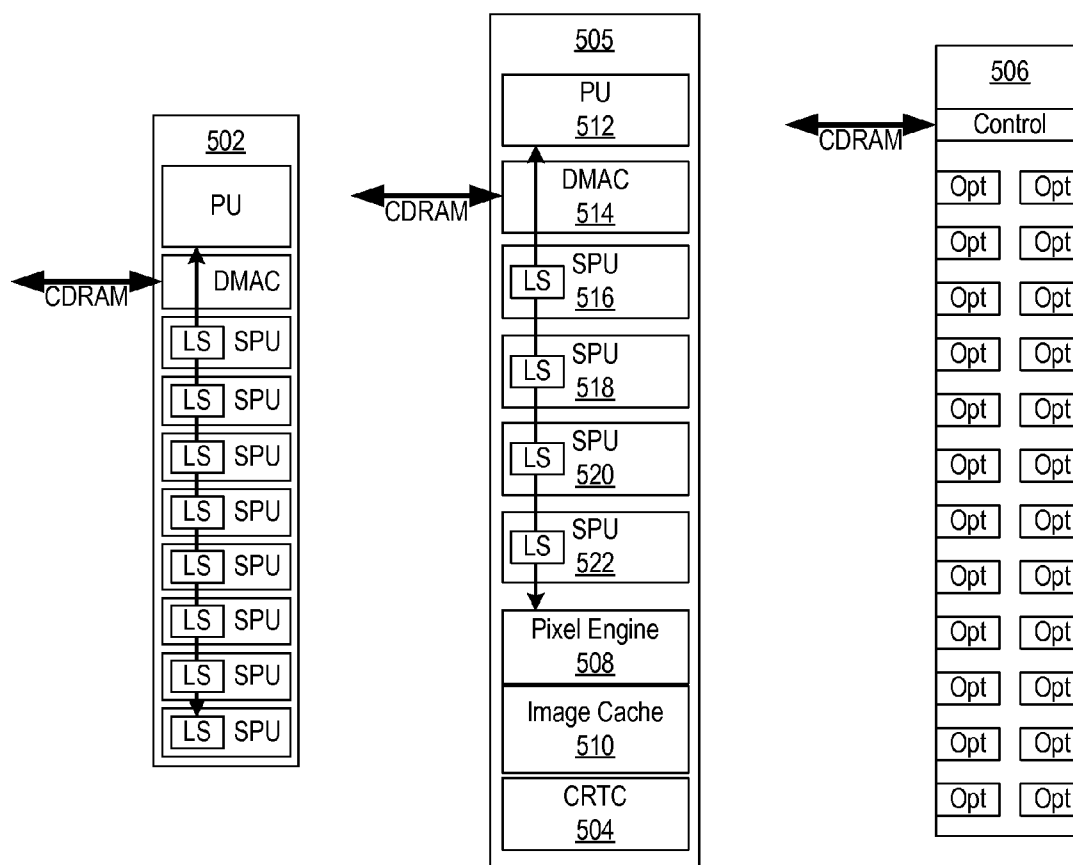 502
PU
DMAC
CDRAM
LS SPU
LS SPU
LS SPU
LS SPU
LS SPU
LS SPU
LS SPU
LS SPU
505
PU
512
DMAC
514
CDRAM
SPU
LS
516
SPU
LS
518
SPU
LS
520
SPU
LS
522
Pixel Engine
508
Image Cache
510
CRTC
504
506
Control
CDRAM
Opt Opt
Opt Opt
Opt Opt
Opt Opt
Opt Opt
Opt Opt
Opt Opt
Opt Opt
Opt Opt
Opt Opt
Opt Opt
Opt Opt